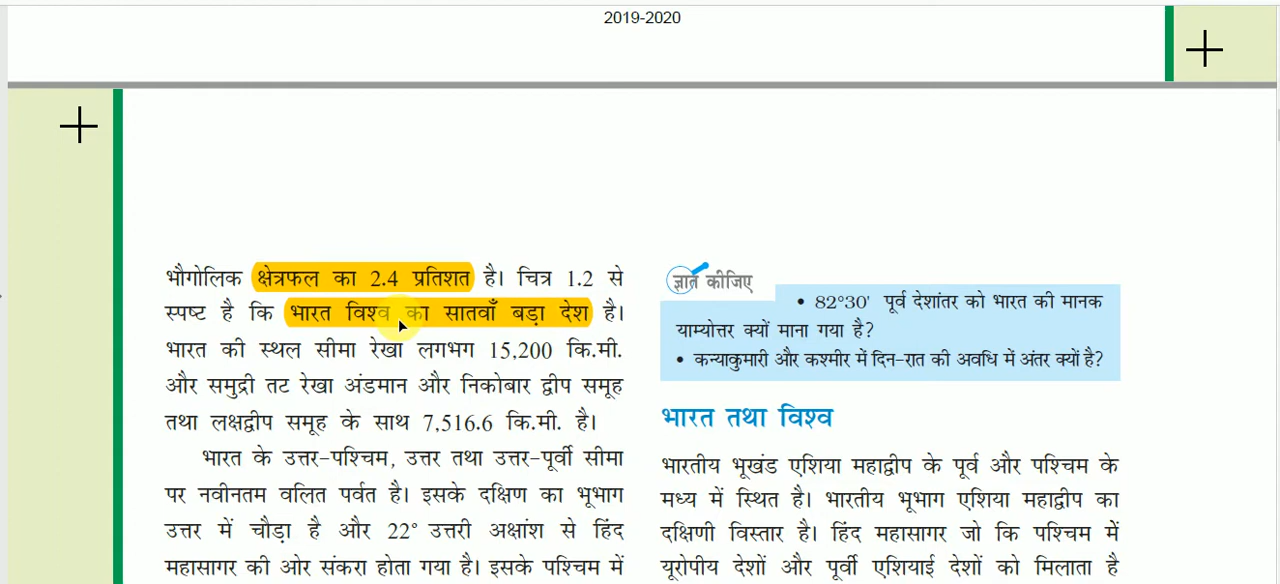 2019-2020
भौगोलिक क्षेत्रफल का 2.4 प्रतिशत है। चित्र 1.2 से
स्पष्ट है कि भारत विश्व का सातवाँ बड़ा देश है।
भारत की स्थल सीमा रेखा लगभग 15,200 कि.मी.
और समुद्री तट रेखा अंडमान और निकोबार द्वीप समूह
तथा लक्षद्वीप समूह के साथ 7,516.6 कि.मी. है।
भारत के उत्तर-पश्चिम, उत्तर तथा उत्तर-पूर्वी सीमा
पर नवीनतम वलित पर्वत है। इसके दक्षिण का भूभाग
उत्तर में चौड़ा है और 22° उत्तरी अक्षांश से हिंद
महासागर की ओर संकरा होता गया है। इसके पश्चिम में
ज्ञात कीजिए
• 82°30' पूर्व देशांतर को भारत की मानक
याम्योत्तर क्यों माना गया है?
• कन्याकुमारी और कश्मीर में दिन-रात की अवधि में अंतर क्यों है?
भारत तथा विश्व
भारतीय भूखंड एशिया महाद्वीप के पूर्व और पश्चिम के
मध्य में स्थित है। भारतीय भूभाग एशिया महाद्वीप का
दक्षिणी विस्तार है। हिंद महासागर जो कि पश्चिम में
यूरोपीय देशों और पूर्वी एशियाई देशों को मिलाता है